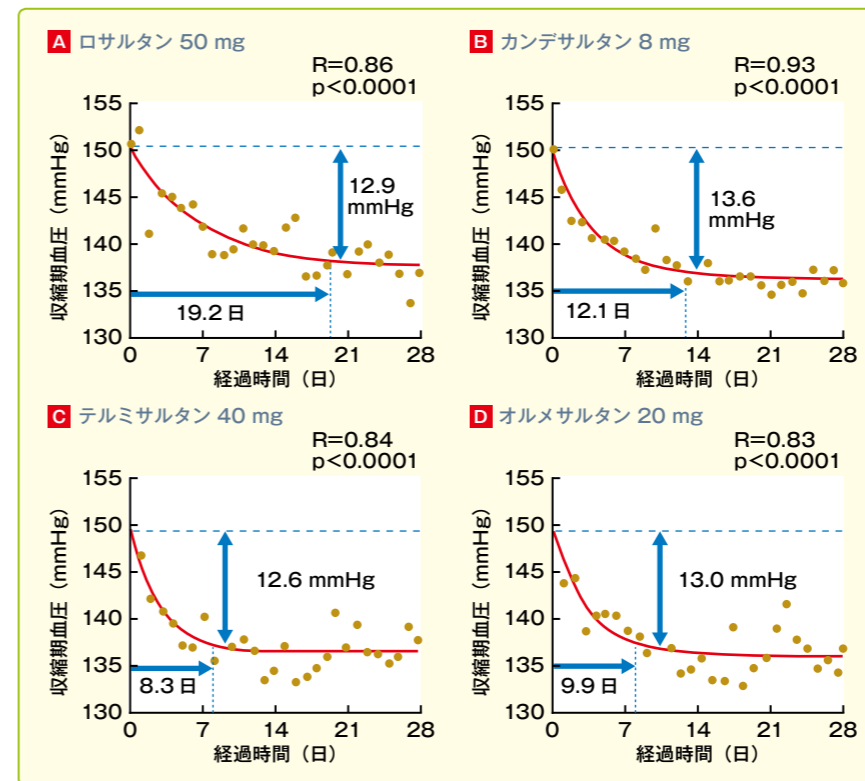 A ロサルタン 50 mg
R=0.86
p<0.0001
収縮期血圧（mmHg）
155
150
145
140
135
130
12.9
mmHg
19.2 日
0 7 14 21 28
経過時間（日）
B カンデサルタン 8 mg
R=0.93
p<0.0001
収縮期血圧（mmHg）
155
150
145
140
135
130
13.6
mmHg
12.1 日
0 7 14 21 28
経過時間（日）
C テルミサルタン 40 mg
R=0.84
p<0.0001
収縮期血圧（mmHg）
155
150
145
140
135
130
12.6 mmHg
8.3 日
0 7 14 21 28
経過時間（日）
D オルメサルタン 20 mg
R=0.83
p<0.0001
収縮期血圧（mmHg）
155
150
145
140
135
130
13.0 mmHg
9.9 日
0 7 14 21 28
経過時間（日）